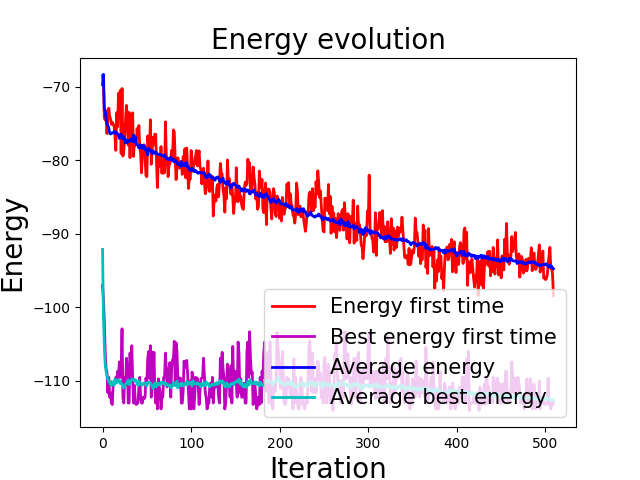 Energy evolution
Energy
−70
−80
−90
−100
−110
Energy first time
Best energy first time
Average energy
Average best energy
0
100
200
300
400
500
Iteration